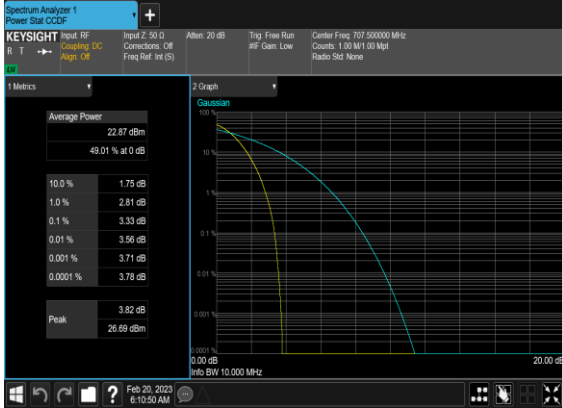 Spectrum Analyzer 1
Power Stat CCDF
+
KEYSIGHT
R T
LXI
Input: RF
Coupling: DC
Align: Off
Input Z: 50 Ω
Corrections: Off
Freq Ref: Int (S)
Atten: 20 dB
Trig: Free Run
#IF Gain: Low
Center Freq: 707.500000 MHz
Counts: 1.00 M/1.00 Mpt
Radio Std: None
1 Metrics
Average Power
22.87 dBm
49.01 % at 0 dB
10.0 % 1.75 dB
1.0 % 2.81 dB
0.1 % 3.33 dB
0.01 % 3.56 dB
0.001 % 3.71 dB
0.0001 % 3.78 dB
Peak
3.82 dB
26.69 dBm
2 Graph
Gaussian
100 %
10 %
1 %
0.1 %
0.01 %
0.001 %
0.0001 %
0.00 dB
20.00 dB
Info BW 10.000 MHz
?
Feb 20, 2023
6:10:50 AM